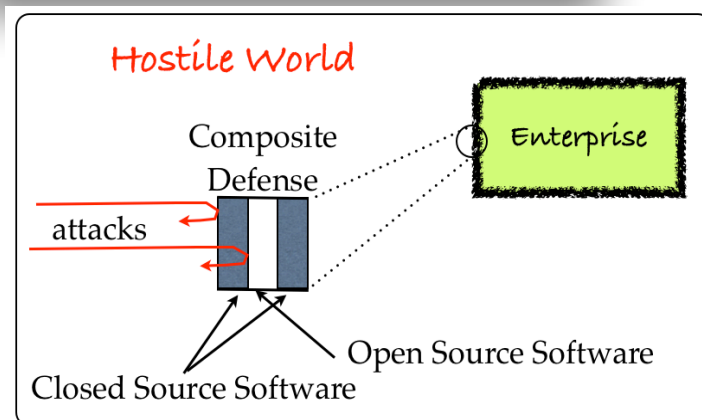 Hostile World
Composite
Defense
Enterprise
attacks
Open Source Software
Closed Source Software